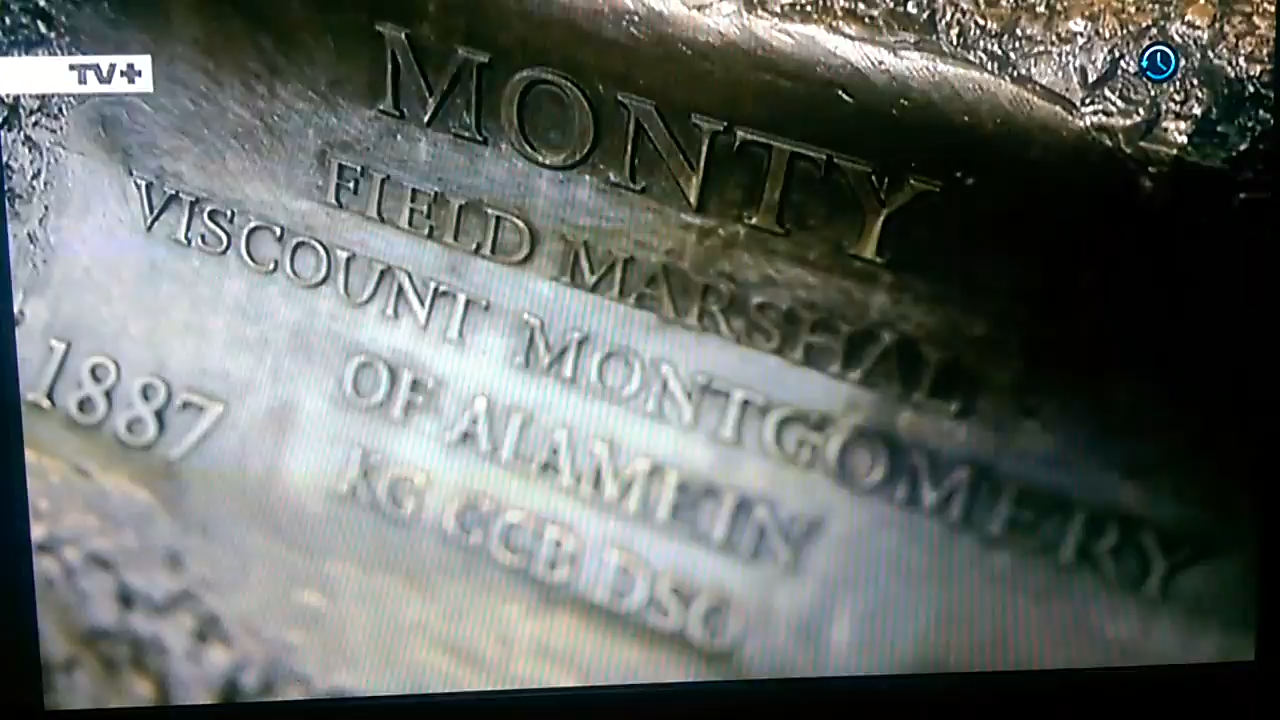 TV+
MONTY
FIELD MARSHAL
VISCOUNT MONTGOMERY
OF ALAMEIN
KG GCB DSO
1887